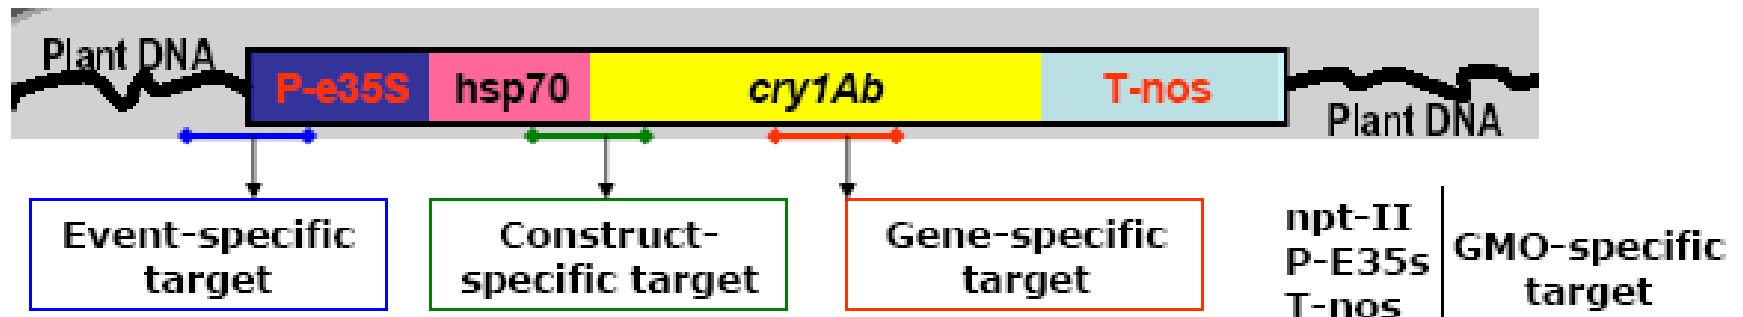 Plant DNA
P-e35S hsp70 cry1Ab T-nos
Plant DNA
Event-specific
target
Construct-
specific target
Gene-specific
target
npt-II
P-E35s
T-nos
GMO-specific
target